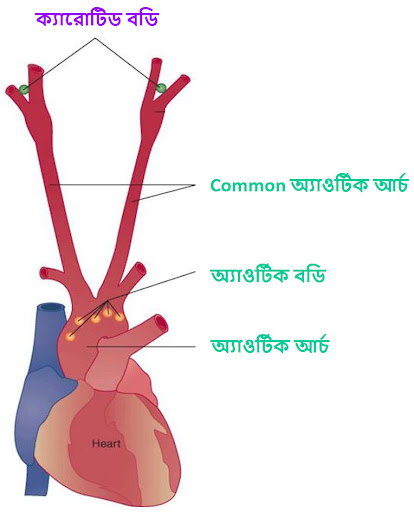 ক্যারোটিড বডি
Common অ্যাওর্টিক আর্চ
অ্যাওর্টিক বডি
অ্যাওর্টিক আর্চ
Heart